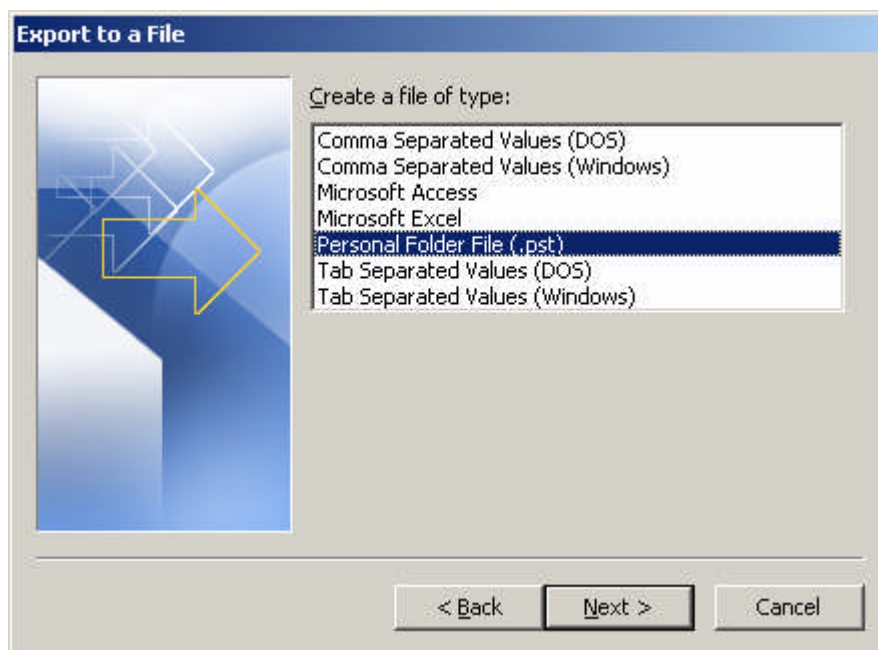 Export to a File
Create a file of type:
Comma Separated Values (DOS)
Comma Separated Values (Windows)
Microsoft Access
Microsoft Excel
Personal Folder File (.pst)
Tab Separated Values (DOS)
Tab Separated Values (Windows)
< Back Next > Cancel